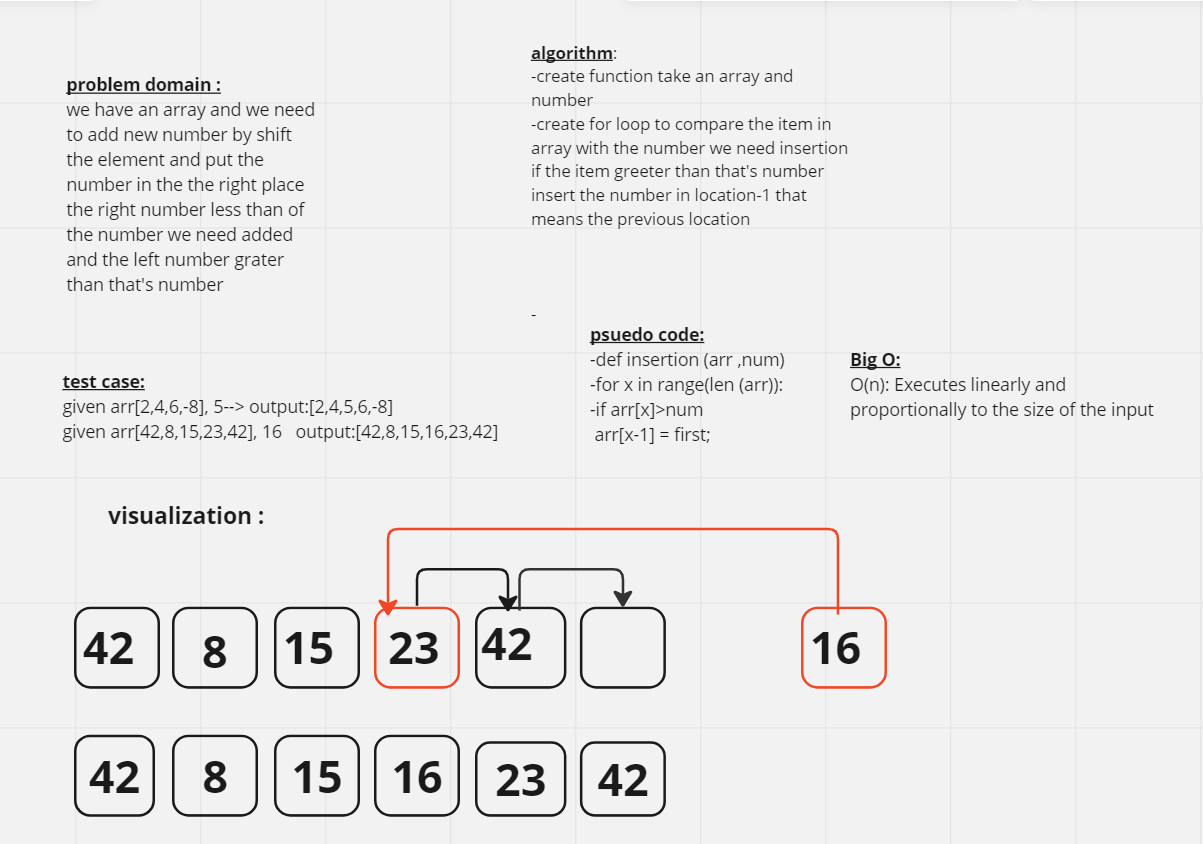 problem domain :
we have an array and we need
to add new number by shift
the element and put the
number in the the right place
the right number less than of
the number we need added
and the left number grater
than that's number
algorithm:
-create function take an array and
number
-create for loop to compare the item in
array with the number we need insertion
if the item greeter than that's number
insert the number in location-1 that
means the previous location
-
test case:
given arr[2,4,6,-8], 5--> output:[2,4,5,6,-8]
given arr[42,8,15,23,42], 16 output:[42,8,15,16,23,42]
psuedo code:
-def insertion (arr ,num)
-for x in range(len (arr)):
-if arr[x]>num
arr[x-1] = first;
Big O:
O(n): Executes linearly and
proportionally to the size of the input
visualization :
42 8 15 23 42 16
42 8 15 16 23 42